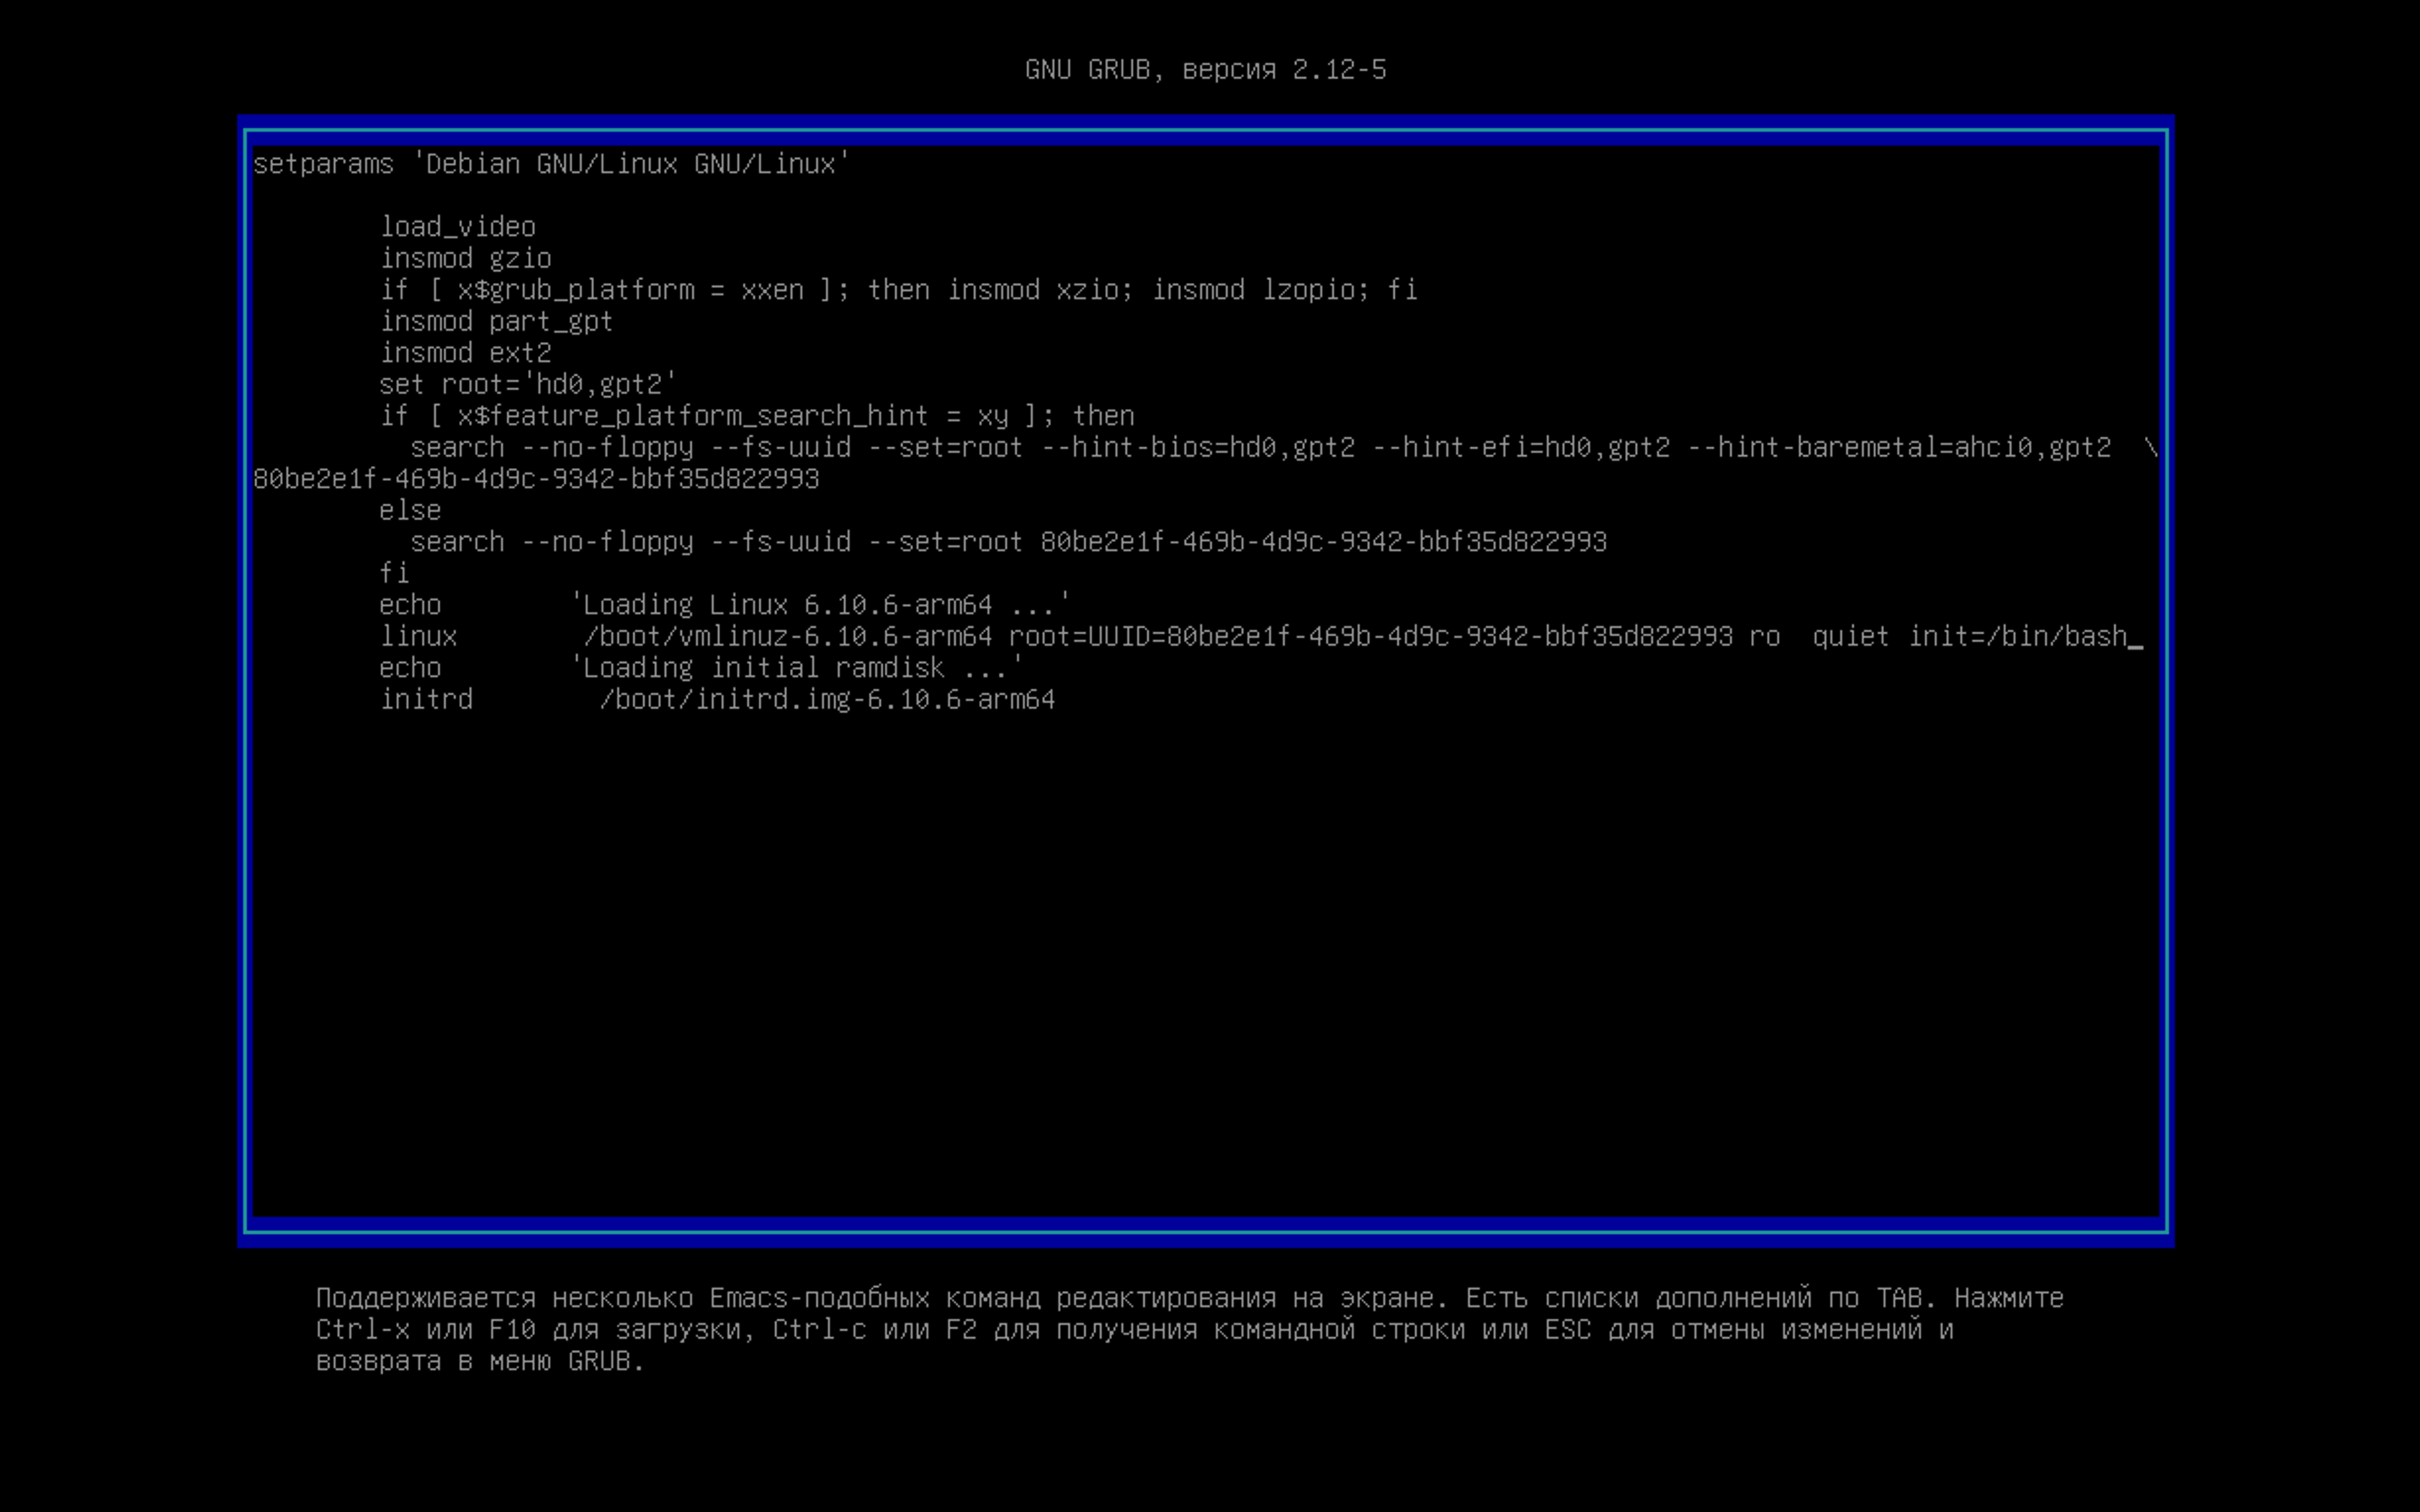 GNU GRUB, версия 2.12-5
setparams 'Debian GNU/Linux GNU/Linux'
load_video
insmod gzio
if [ x$grub_platform = xxen ]; then insmod xzio; insmod lzopio; fi
insmod part_gpt
insmod ext2
set root='hd0,gpt2'
if [ x$feature_platform_search_hint = xy ]; then
search --no-floppy --fs-uuid --set=root --hint-bios=hd0,gpt2 --hint-efi=hd0,gpt2 --hint-baremetal=ahci0,gpt2  \
80be2e1f-469b-4d9c-9342-bbf35d822993
else
search --no-floppy --fs-uuid --set=root 80be2e1f-469b-4d9c-9342-bbf35d822993
fi
echo 'Loading Linux 6.10.6-arm64 ...'
linux /boot/vmlinuz-6.10.6-arm64 root=UUID=80be2e1f-469b-4d9c-9342-bbf35d822993 ro  quiet init=/bin/bash_
echo 'Loading initial ramdisk ...'
initrd /boot/initrd.img-6.10.6-arm64
Поддерживается несколько Emacs-подобных команд редактирования на экране. Есть списки дополнений по TAB. Нажмите
Ctrl-x или F10 для загрузки, Ctrl-c или F2 для получения командной строки или ESC для отмены изменений и
возврата в меню GRUB.